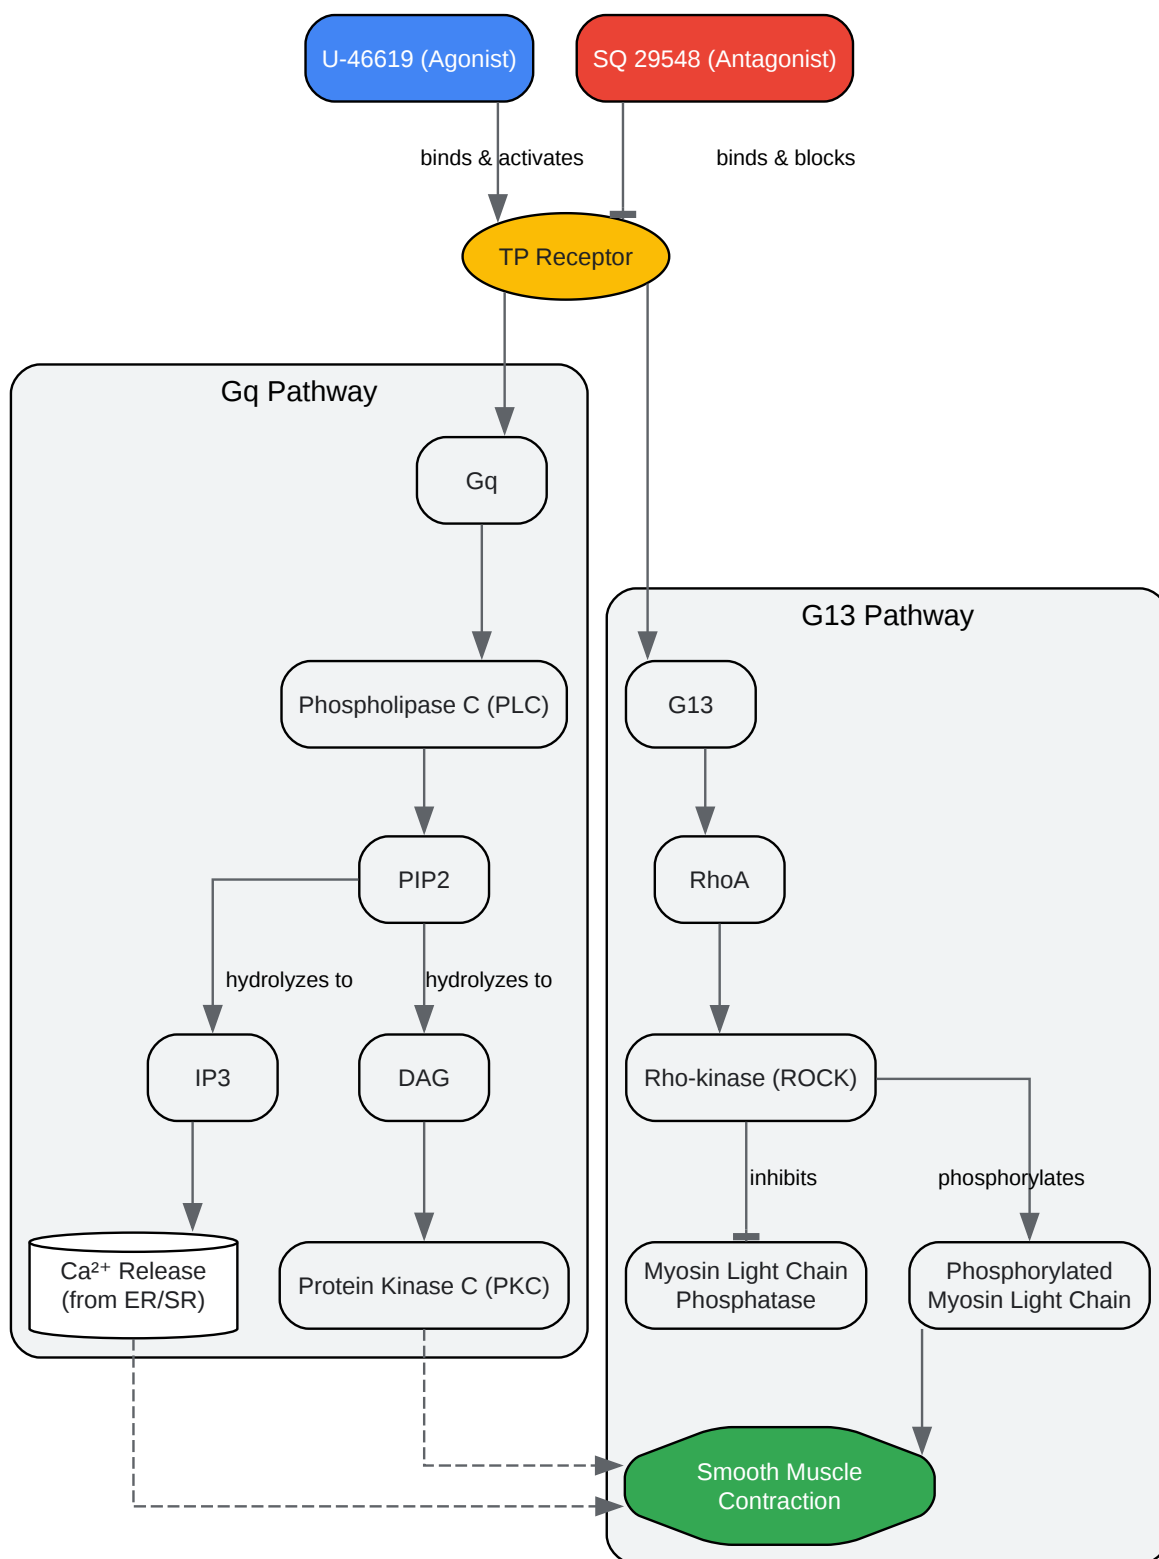 U-46619 (Agonist)
SQ 29548 (Antagonist)
binds & activates
binds & blocks
TP Receptor
Gq Pathway
Gq
G13 Pathway
Phospholipase C (PLC)
G13
PIP2
RhoA
hydrolyzes to
hydrolyzes to
IP3
DAG
Rho-kinase (ROCK)
inhibits
phosphorylates
Ca²⁺ Release
(from ER/SR)
Protein Kinase C (PKC)
Myosin Light Chain
Phosphatase
Phosphorylated
Myosin Light Chain
Smooth Muscle
Contraction